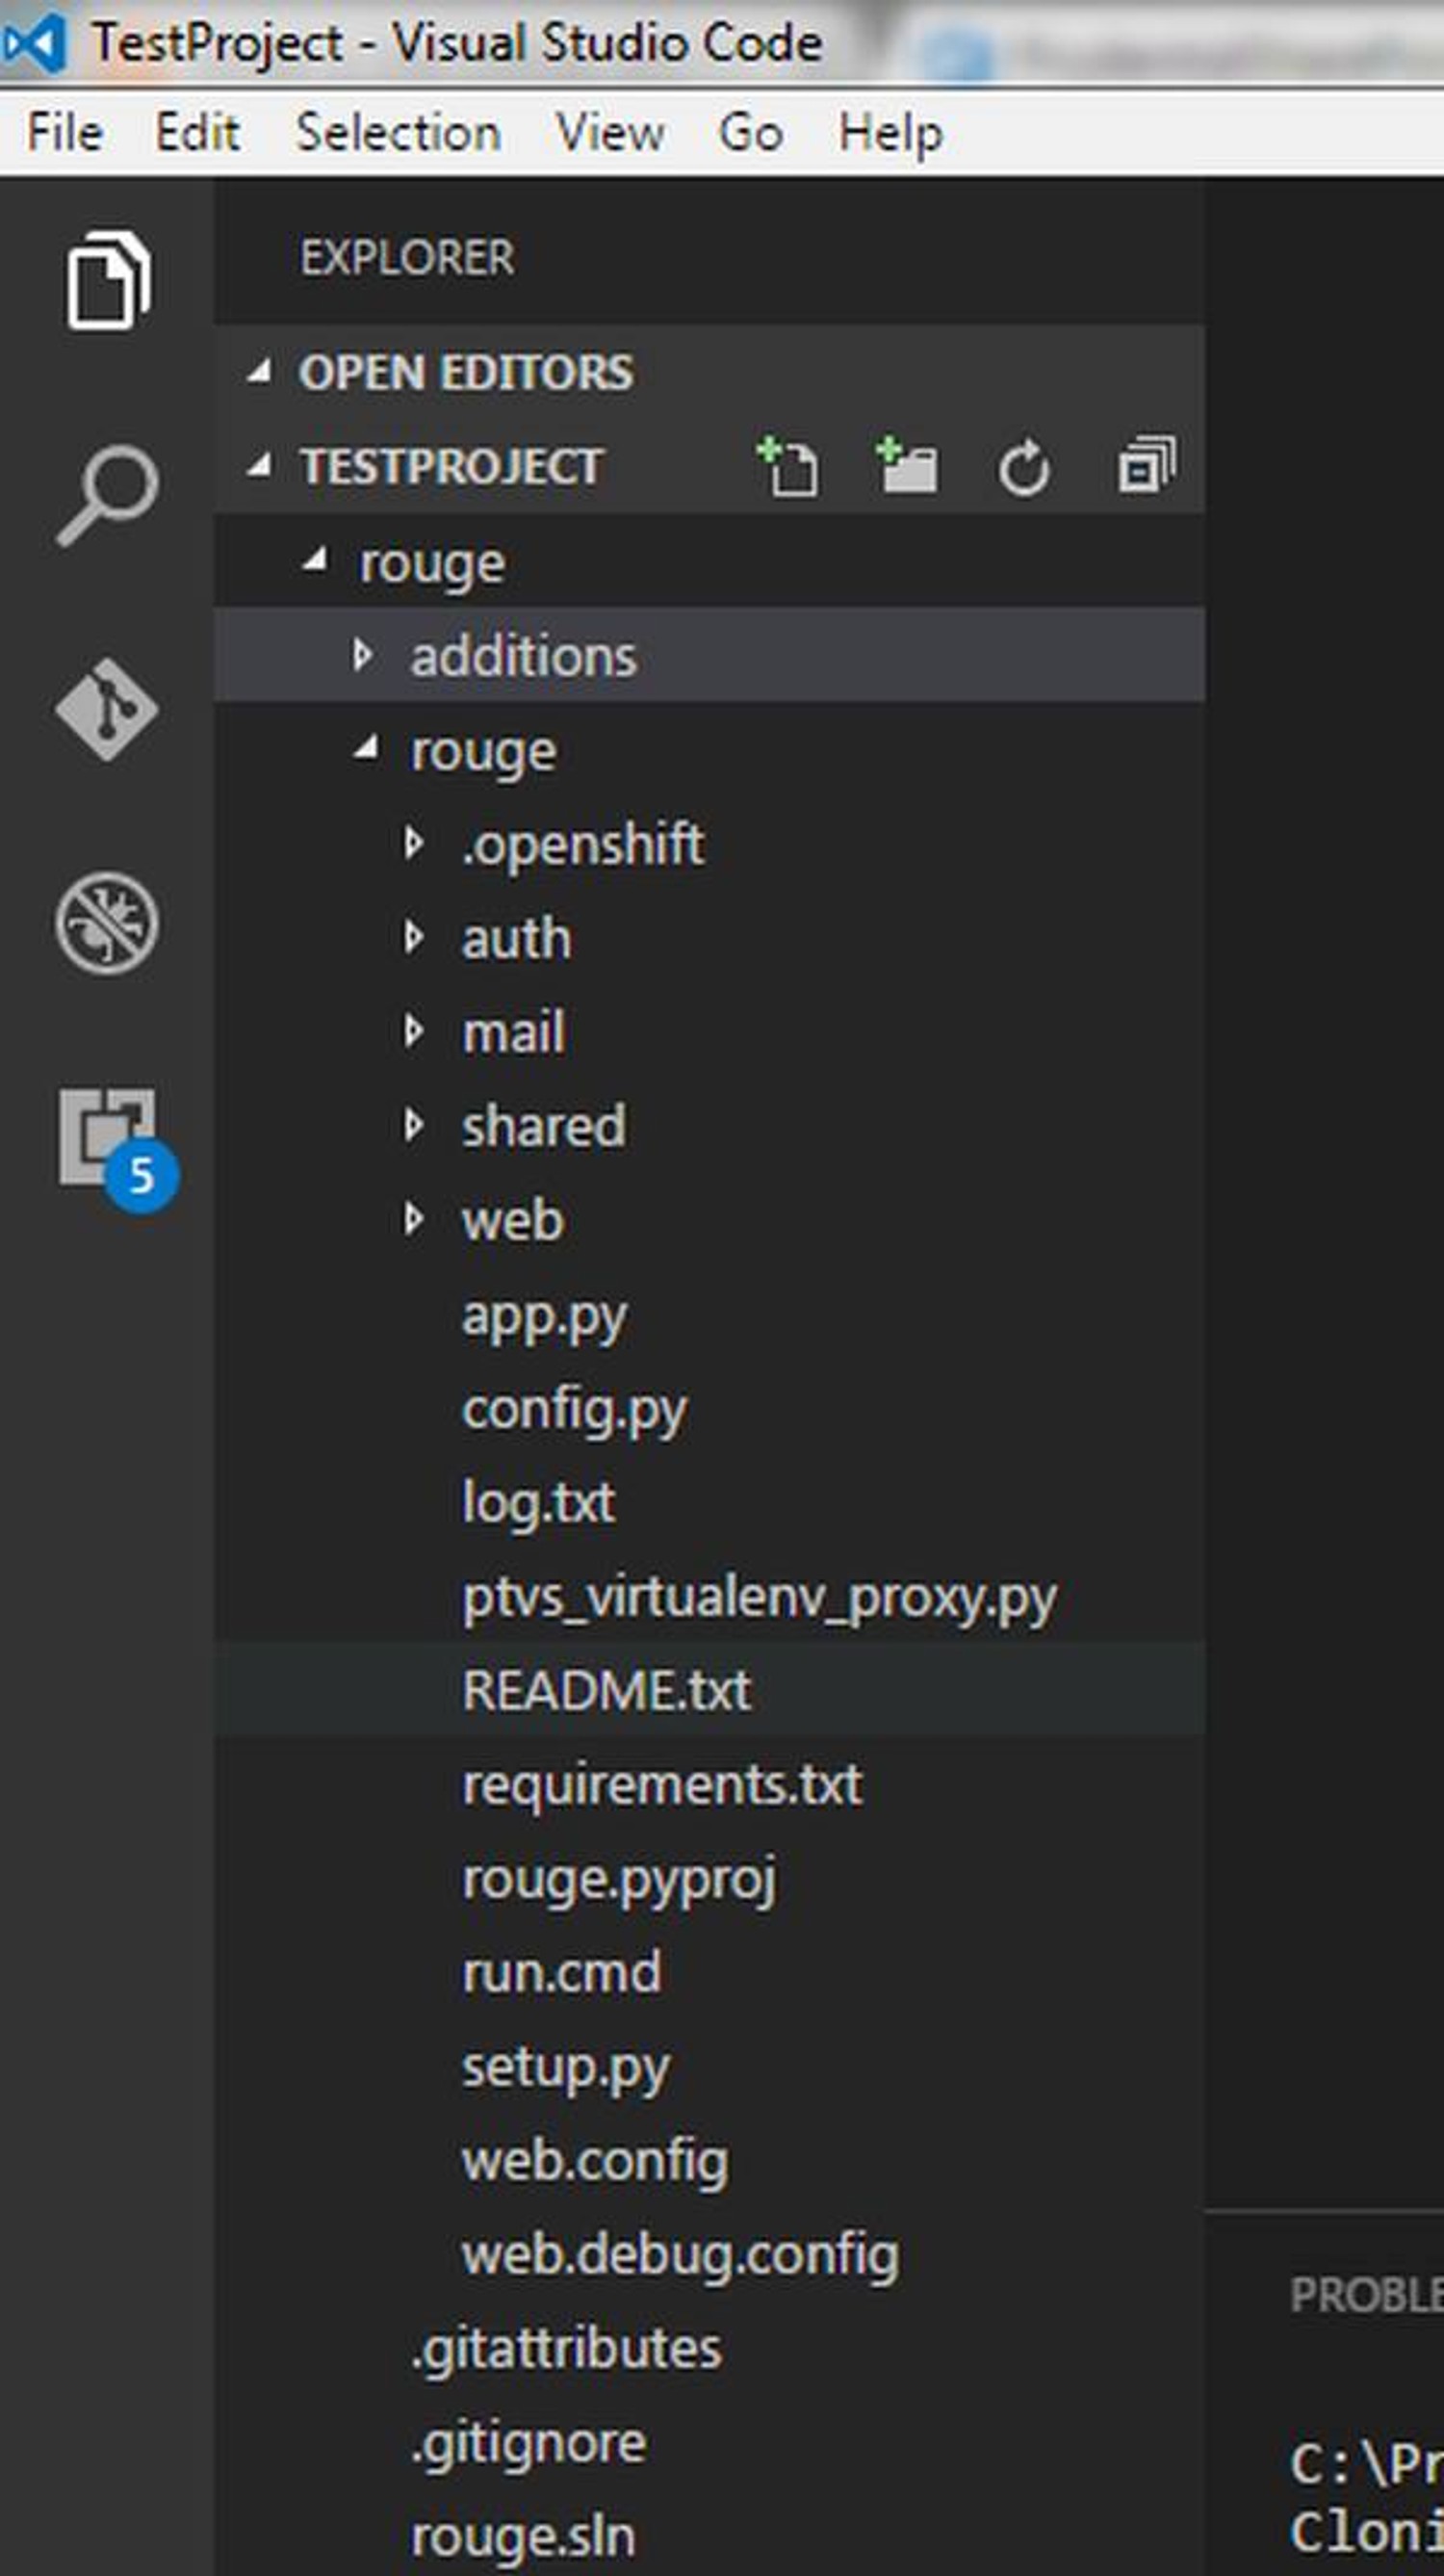 TestProject - Visual Studio Code
File Edit Selection View Go Help
EXPLORER
OPEN EDITORS
TESTPROJECT
rouge
additions
rouge
.openshift
auth
mail
shared
5
web
app.py
config.py
log.txt
ptvs_virtualenv_proxy.py
README.txt
requirements.txt
rouge.pyproj
run.cmd
setup.py
web.config
web.debug.config
PROBLE
.gitattributes
.gitignore
C:\Pr
Cloni
rouge.sln